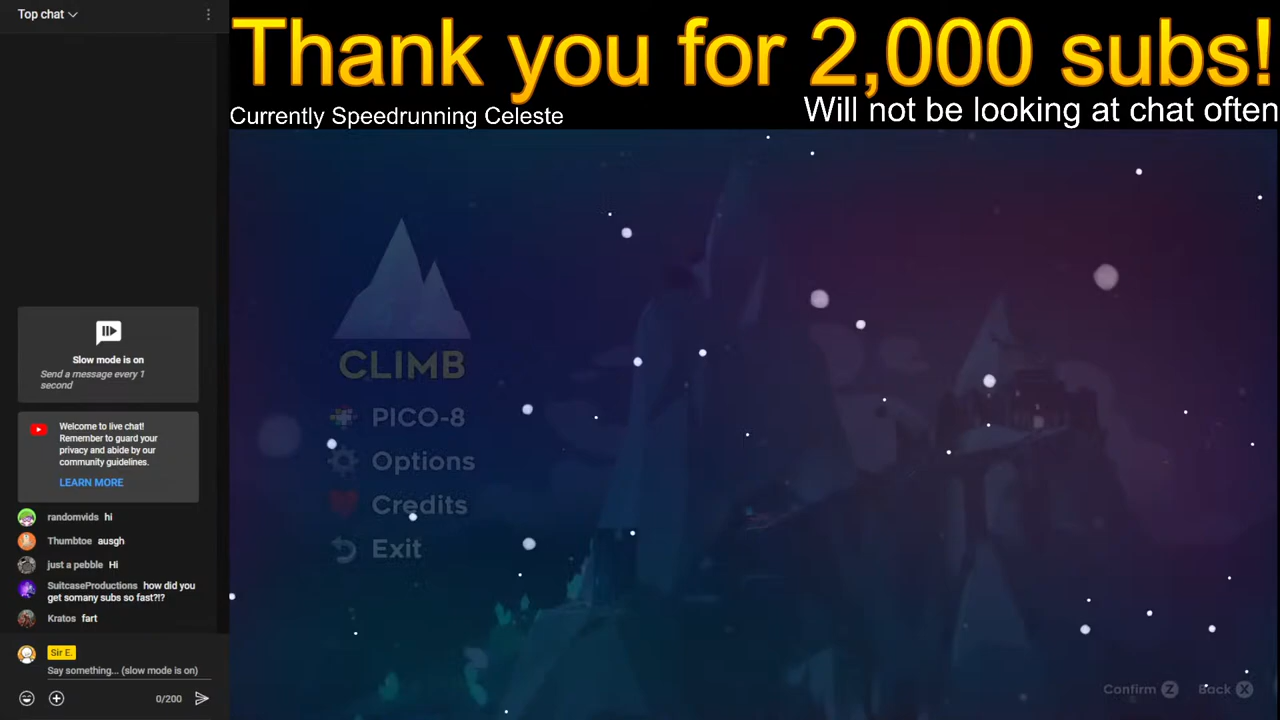 Top chat
Thank you for 2,000 subs!
Currently Speedrunning Celeste
Will not be looking at chat often
Slow mode is on
Send a message every 1
second
Welcome to live chat!
Remember to guard your
privacy and abide by our
community guidelines.
LEARN MORE
randomvids hi
Thumbtoe ausgh
just a pebble Hi
SuitcaseProductions how did you
get somany subs so fast?!?
Kratos fart
Sir E.
Say something... (slow mode is on)
0/200
CLIMB
PICO-8
Options
Credits
Exit
Confirm Z Back X